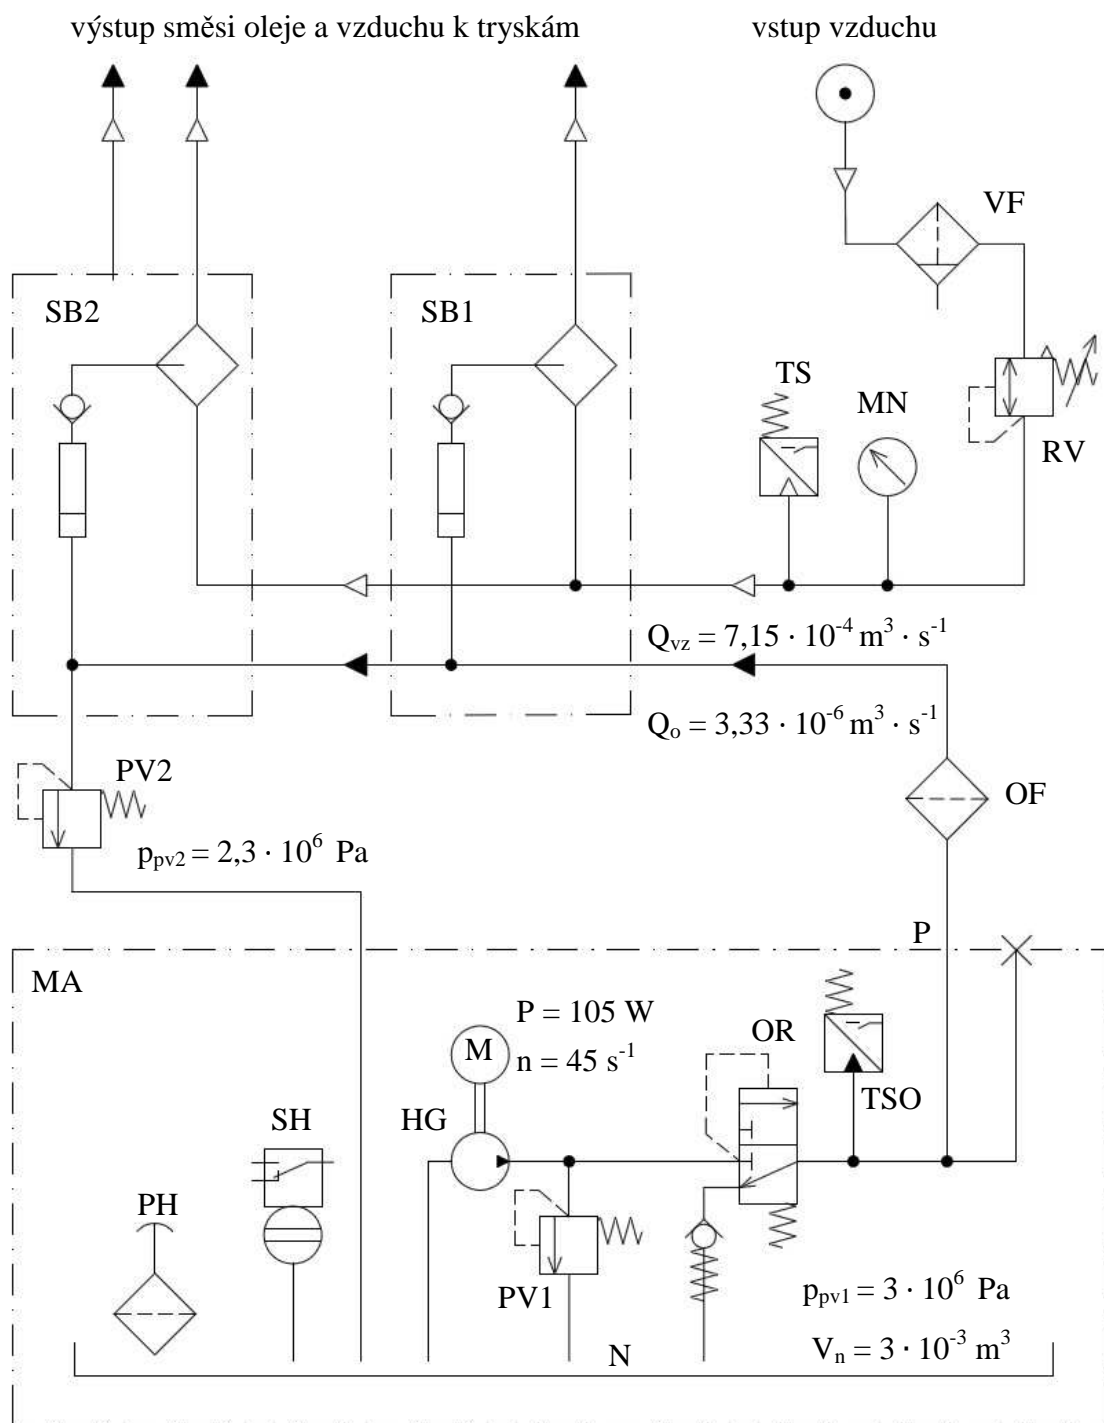 výstup směsi oleje a vzduchu k tryskám
vstup vzduchu
VF
SB2
SB1
TS
MN
RV
Q_vz = 7,15 · 10^-4 m^3 · s^-1
Q_o = 3,33 · 10^-6 m^3 · s^-1
PV2
OF
p_pv2 = 2,3 · 10^6 Pa
P
MA
P = 105 W
n = 45 s^-1
M
OR
TSO
SH
HG
PH
PV1
p_pv1 = 3 · 10^6 Pa
N
V_n = 3 · 10^-3 m^3